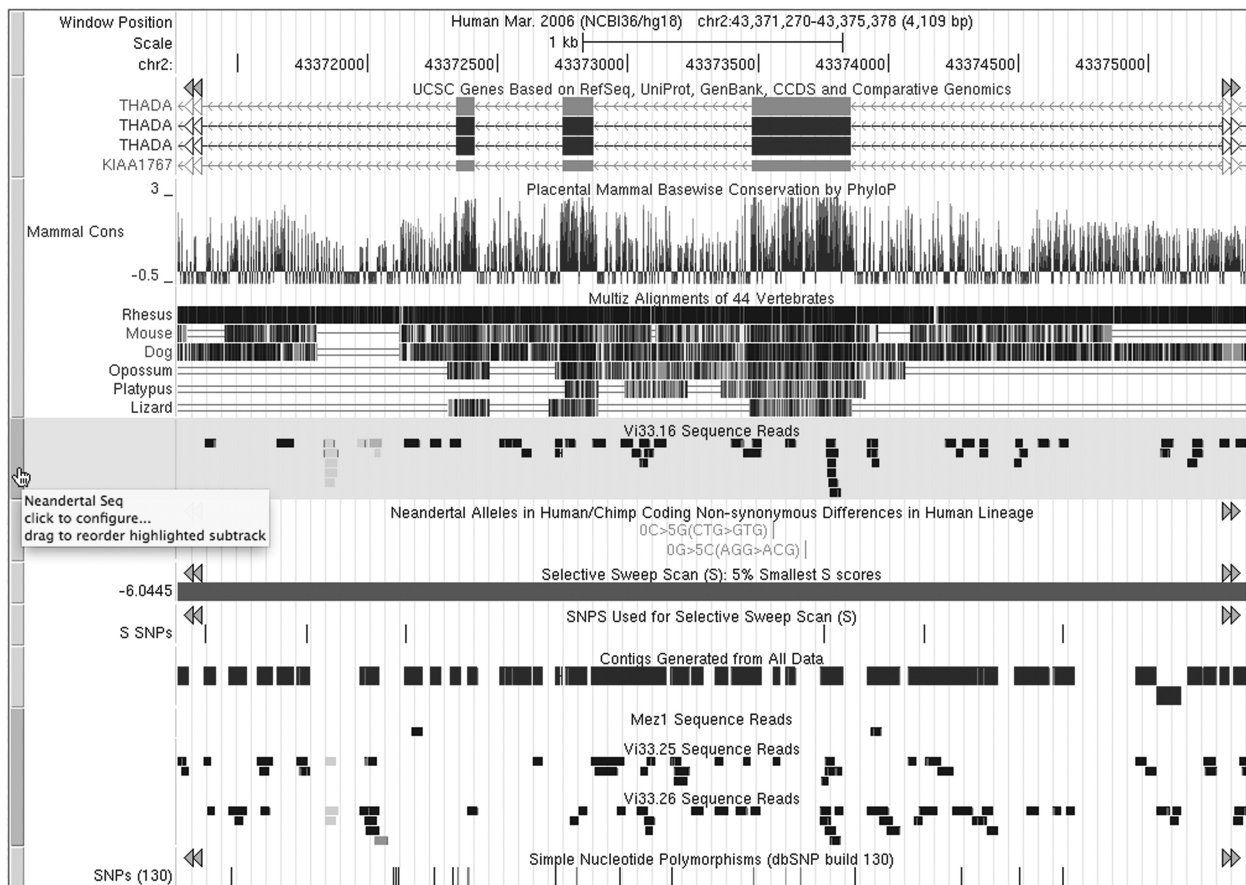 Window Position Human Mar. 2006 (NCBI36/hg18) chr2:43,371,270-43,375,378 (4,109 bp)
Scale 1 kb
chr2: 43372000 43372500 43373000 43373500 43374000 43374500 43375000
UCSC Genes Based on RefSeq, UniProt, GenBank, CCDS and Comparative Genomics
THADA
THADA
THADA
KIAA1767
Placental Mammal Basewise Conservation by PhyloP
3
Mammal Cons
-0.5
Multiz Alignments of 44 Vertebrates
Rhesus
Mouse
Dog
Opossum
Platypus
Lizard
Vi33.16 Sequence Reads
Neandertal Seq
click to configure...
drag to reorder highlighted subtrack
Neandertal Alleles in Human/Chimp Coding Non-synonymous Differences in Human Lineage
0C>5G(CTG>GTG)
0G>5C(AGG>ACG)
Selective Sweep Scan (S): 5% Smallest S scores
-6.0445
SNPS Used for Selective Sweep Scan (S)
S SNPs
Contigs Generated from All Data
Mez1 Sequence Reads
Vi33.25 Sequence Reads
Vi33.26 Sequence Reads
Simple Nucleotide Polymorphisms (dbSNP build 130)
SNPs (130)